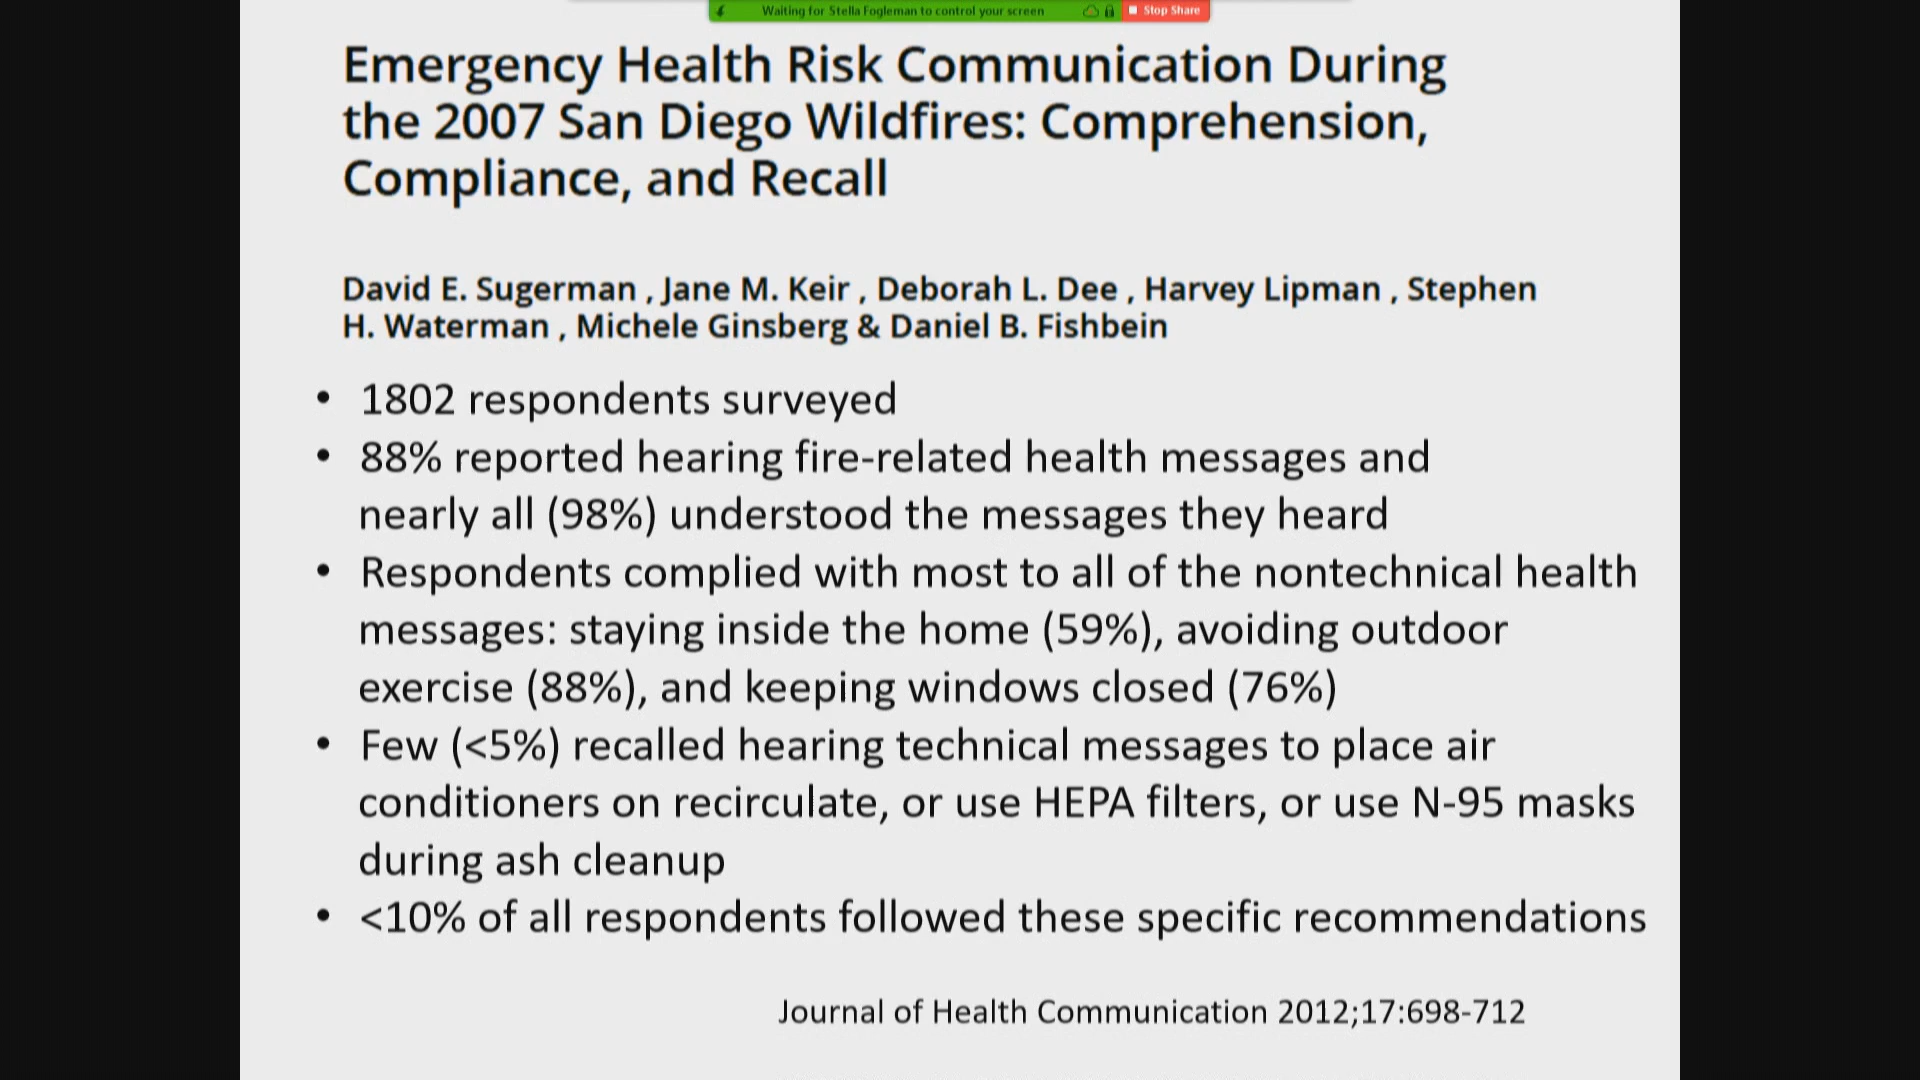 Waiting for Stella Fogleman to control your screen
Stop Share
Emergency Health Risk Communication During
the 2007 San Diego Wildfires: Comprehension,
Compliance, and Recall
David E. Sugerman , Jane M. Keir , Deborah L. Dee , Harvey Lipman , Stephen
H. Waterman , Michele Ginsberg & Daniel B. Fishbein
• 1802 respondents surveyed
• 88% reported hearing fire-related health messages and
nearly all (98%) understood the messages they heard
• Respondents complied with most to all of the nontechnical health
messages: staying inside the home (59%), avoiding outdoor
exercise (88%), and keeping windows closed (76%)
• Few (<5%) recalled hearing technical messages to place air
conditioners on recirculate, or use HEPA filters, or use N-95 masks
during ash cleanup
• <10% of all respondents followed these specific recommendations
Journal of Health Communication 2012;17:698-712